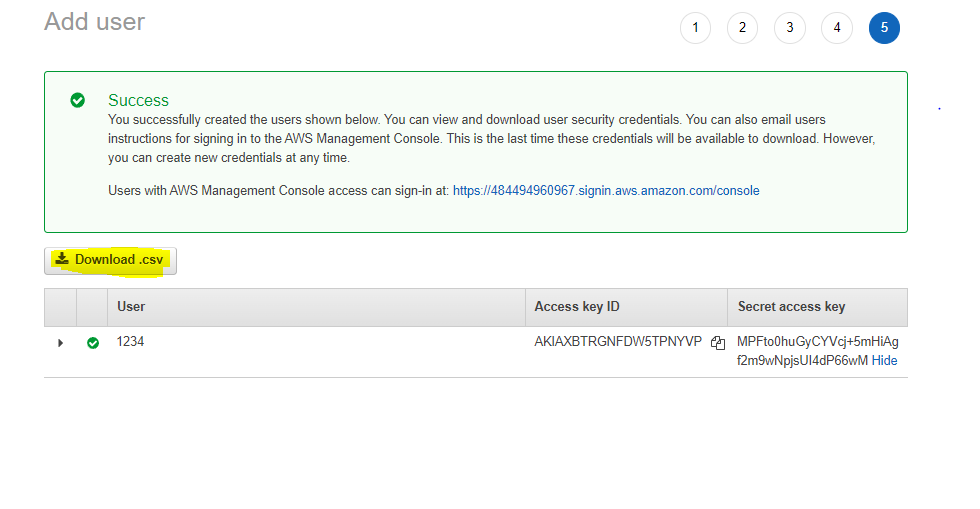 Add user
1 2 3 4 5
Success
You successfully created the users shown below. You can view and download user security credentials. You can also email users
instructions for signing in to the AWS Management Console. This is the last time these credentials will be available to download. However,
you can create new credentials at any time.
Users with AWS Management Console access can sign-in at: https://484494960967.signin.aws.amazon.com/console
Download .csv
User Access key ID Secret access key
1234 AKIAXBTRGNFDW5TPNYVP MPFto0huGyCYVcj+5mHiAg
f2m9wNpjsUI4dP66wM Hide